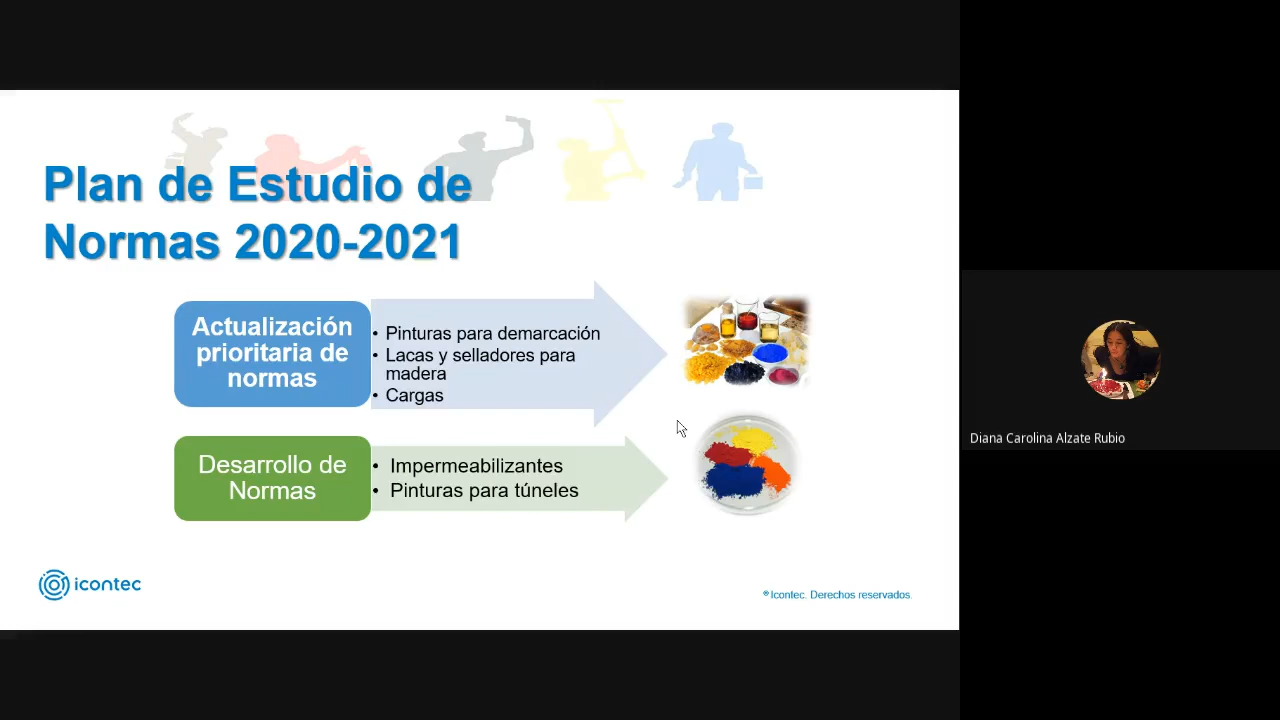 Plan de Estudio de
Normas 2020-2021
Actualización
prioritaria de
normas
• Pinturas para demarcación
• Lacas y selladores para
madera
• Cargas
Desarrollo de
Normas
• Impermeabilizantes
• Pinturas para túneles
icontec
® Icontec. Derechos reservados.
Diana Carolina Alzate Rubio